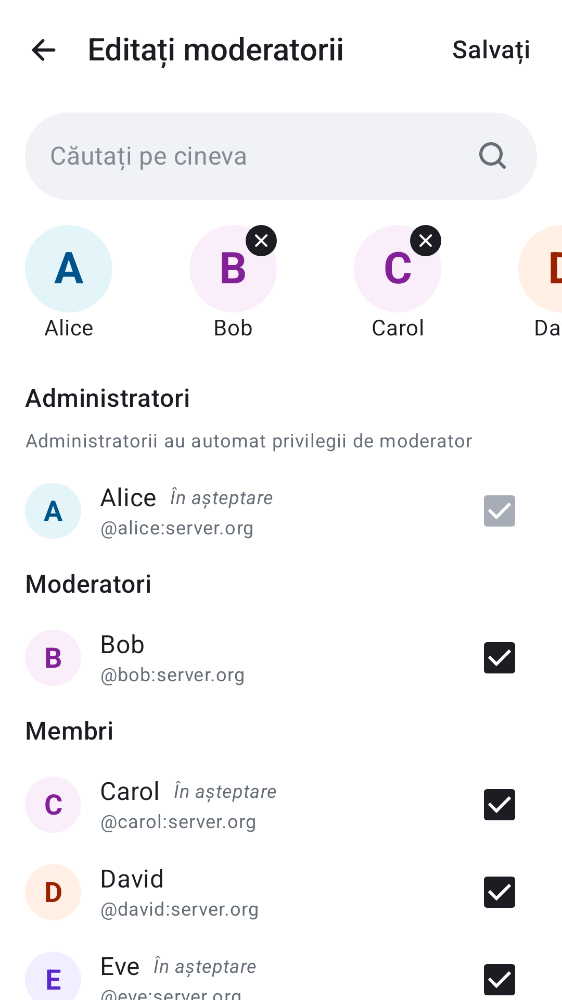 Editați moderatorii
Salvați
Căutați pe cineva
A
B
C
D
Alice
Bob
Carol
Da
Administratori
Administratorii au automat privilegii de moderator
A
Alice În așteptare
@alice:server.org
Moderatori
B
Bob
@bob:server.org
Membri
C
Carol În așteptare
@carol:server.org
D
David
@david:server.org
E
Eve În așteptare
@eve:server.org